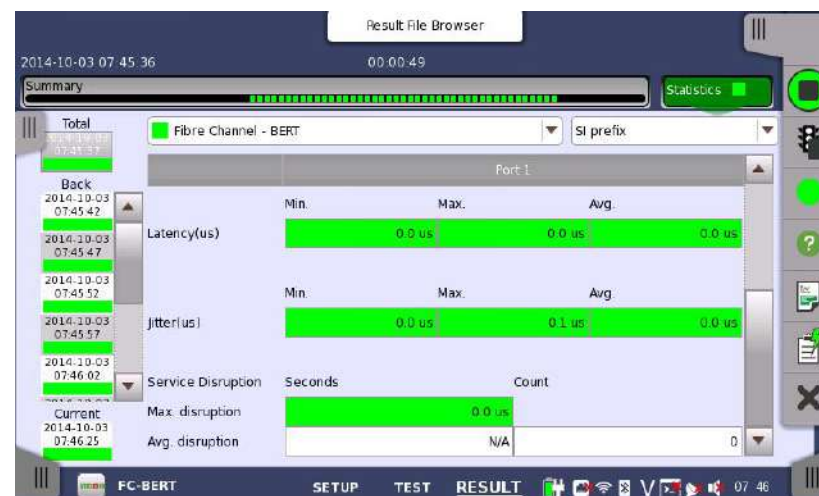 Result File Browser
2014-10-03 07 45 36 00:00:49
Summary
Statistics
Total
Fibre Channel - BERT
SI prefix
Port 1
Back
2014-10-03
07:45 42
2014-10-03
07:45 47
2014-10-03
07:45 52
2014-10-03
07:45 57
2014-10-03
07:46 02
Current
2014-10-03
07:46.25
Min. Max. Avg.
Latency(us) 0.0 us 0.0 us 0.0 us
Min. Max. Avg.
Jitter(us) 0.0 us 0.1 us 0.0 us
Service Disruption Seconds Count
Max. disruption 0.0 us
Avg. disruption N/A 0
FC-BERT SETUP TEST RESULT 07 46